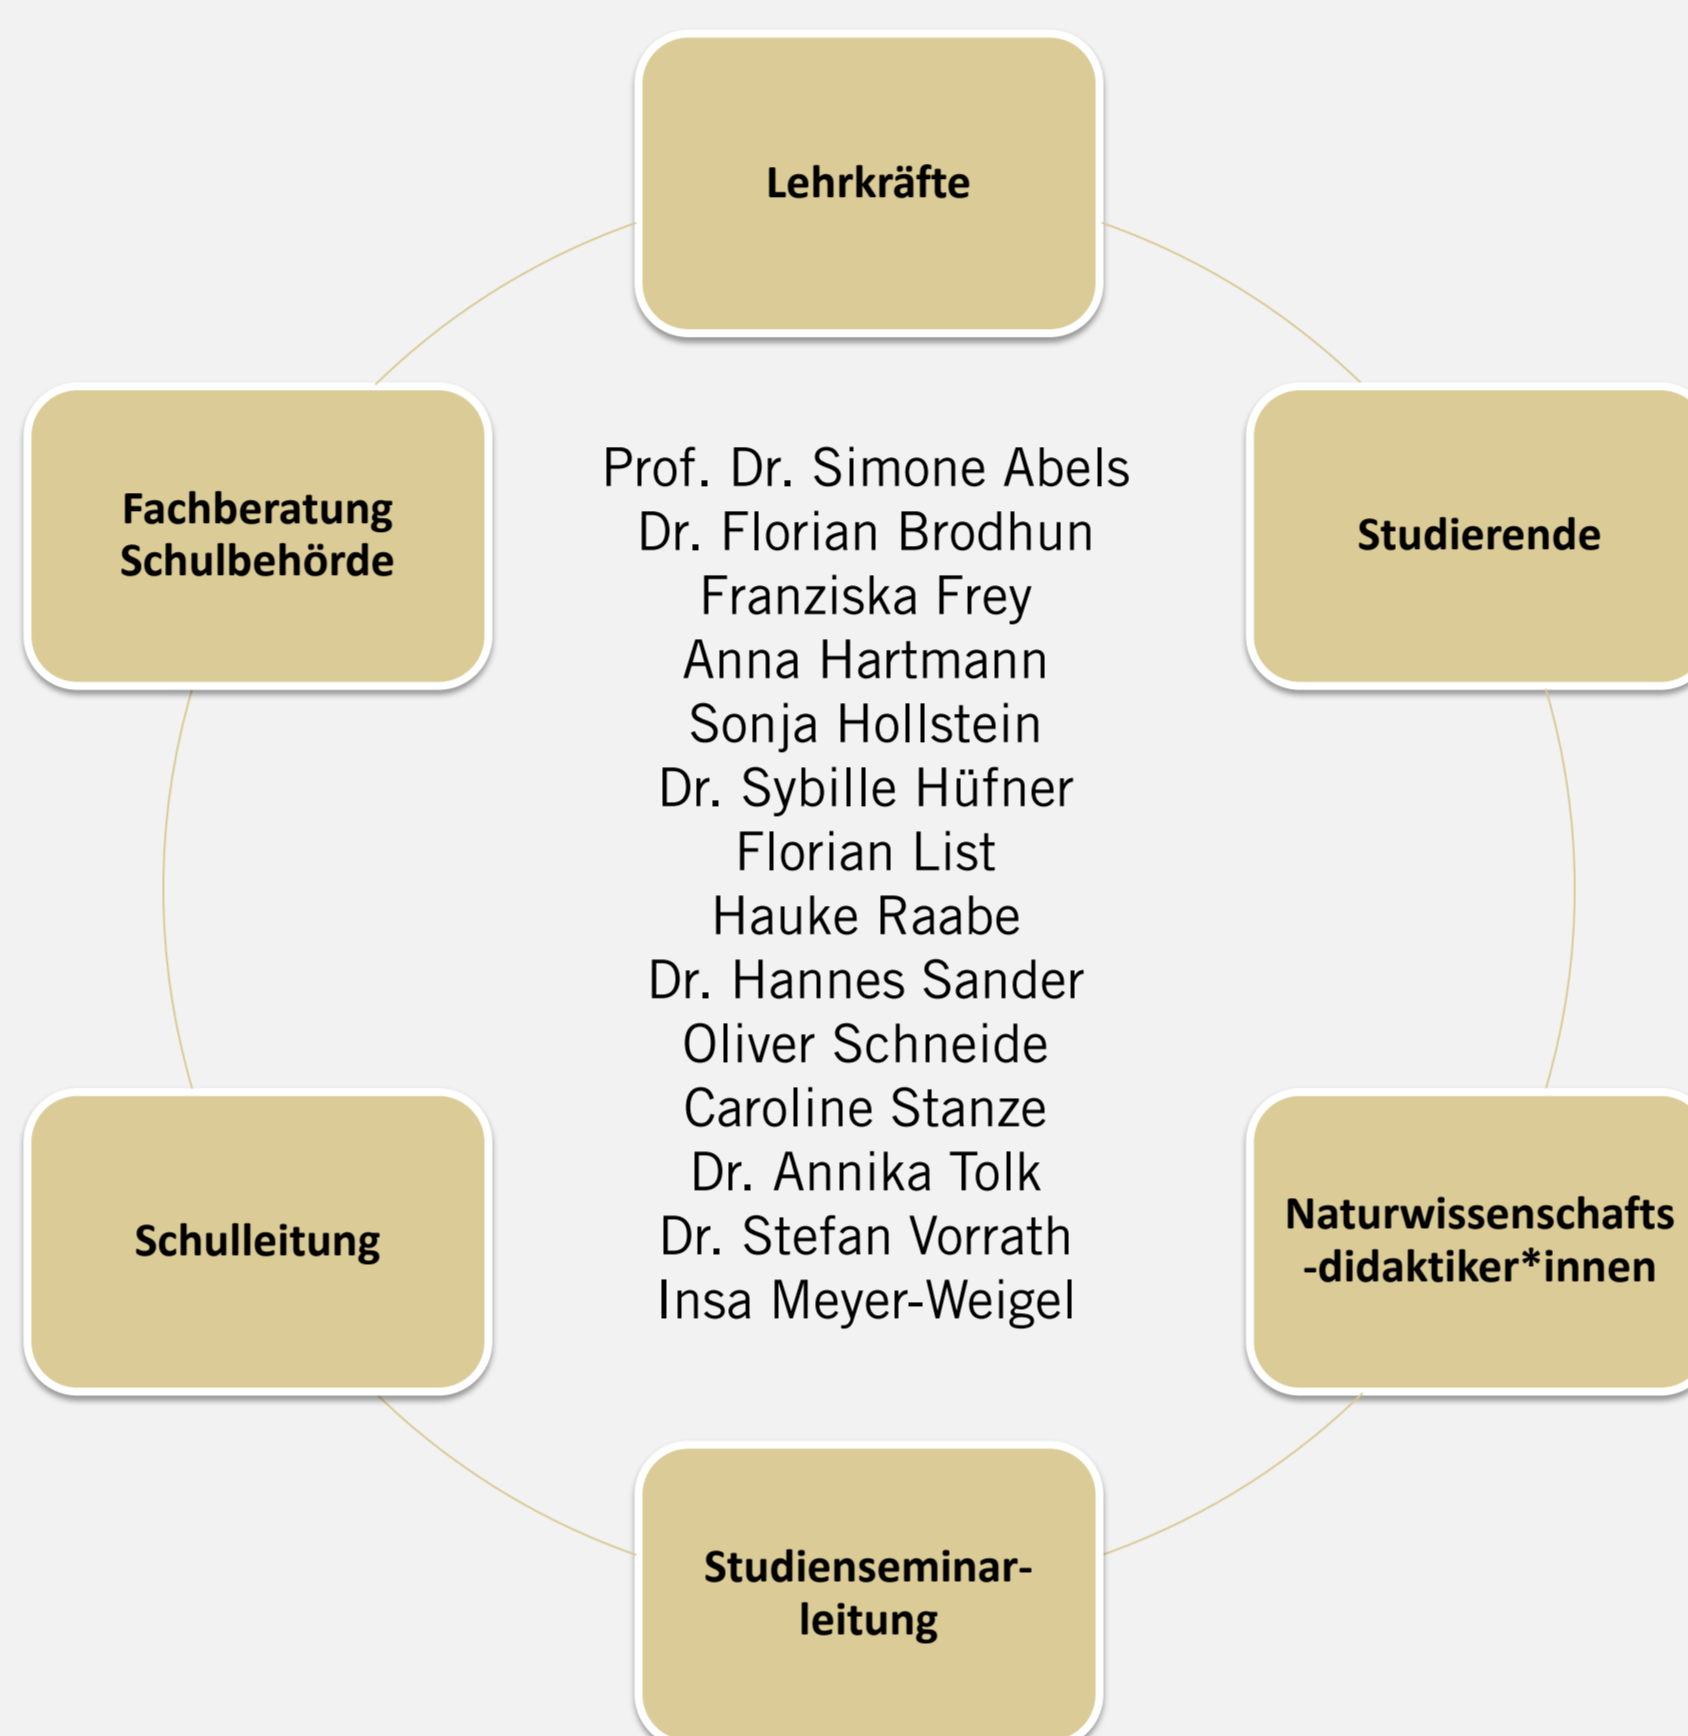 Lehrkräfte
Fachberatung
Schulbehörde
Studierende
Prof. Dr. Simone Abels
Dr. Florian Brodhun
Franziska Frey
Anna Hartmann
Sonja Hollstein
Dr. Sybille Hüfner
Florian List
Hauke Raabe
Dr. Hannes Sander
Oliver Schneide
Caroline Stanze
Dr. Annika Tolk
Dr. Stefan Vorrath
Insa Meyer-Weigel
Schulleitung
Naturwissenschafts
-didaktiker*innen
Studienseminar-
leitung